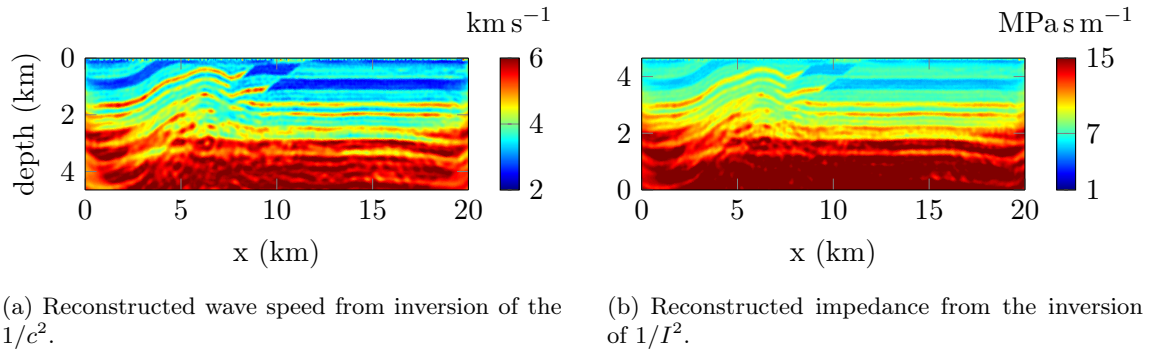 km s⁻¹
MPa s m⁻¹
0 2 4
depth (km)
0 5 10 15 20
x (km)
6 4 2
4 2 0
0 5 10 15 20
x (km)
15 7 1
(a) Reconstructed wave speed from inversion of the
1/c².
(b) Reconstructed impedance from the inversion
of 1/I².